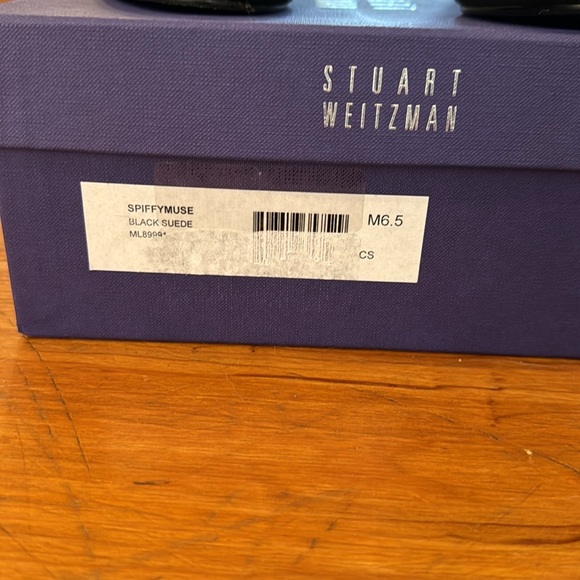 STUART
WEITZMAN
SPIFFYMUSE
BLACK SUEDE
M6.5
CS